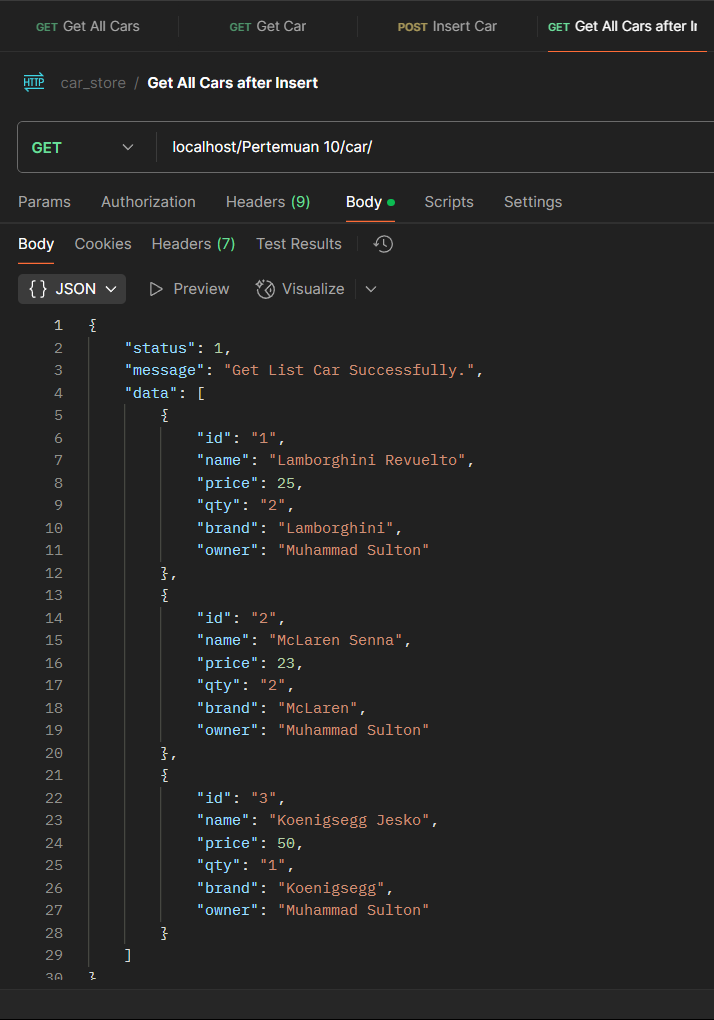 GET Get All Cars GET Get Car POST Insert Car GET Get All Cars after In
HTTP car_store / Get All Cars after Insert
GET localhost/Pertemuan 10/car/
Params Authorization Headers (9) Body Scripts Settings
Body Cookies Headers (7) Test Results
{} JSON Preview Visualize
1 {
2 "status": 1,
3 "message": "Get List Car Successfully.",
4 "data": [
5 {
6 "id": "1",
7 "name": "Lamborghini Revuelto",
8 "price": 25,
9 "qty": "2",
10 "brand": "Lamborghini",
11 "owner": "Muhammad Sulton"
12 },
13 {
14 "id": "2",
15 "name": "McLaren Senna",
16 "price": 23,
17 "qty": "2",
18 "brand": "McLaren",
19 "owner": "Muhammad Sulton"
20 },
21 {
22 "id": "3",
23 "name": "Koenigsegg Jesko",
24 "price": 50,
25 "qty": "1",
26 "brand": "Koenigsegg",
27 "owner": "Muhammad Sulton"
28 }
29 ]
30 }